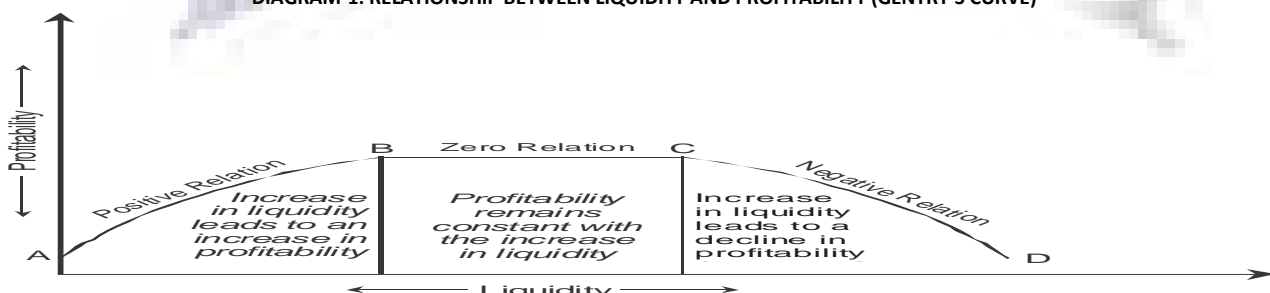 DIAGRAM-1: RELATIONSHIP BETWEEN LIQUIDITY AND PROFITABILITY (GENTRY'S CURVE)
Profitability
A
Positive Relation
B
Zero Relation
C
Negative Relation
D
Increase
in liquidity
leads to an
increase in
profitability
Profitability
remains
constant with
the increase
in liquidity
Increase
in liquidity
leads to a
decline in
profitability
Liquidity